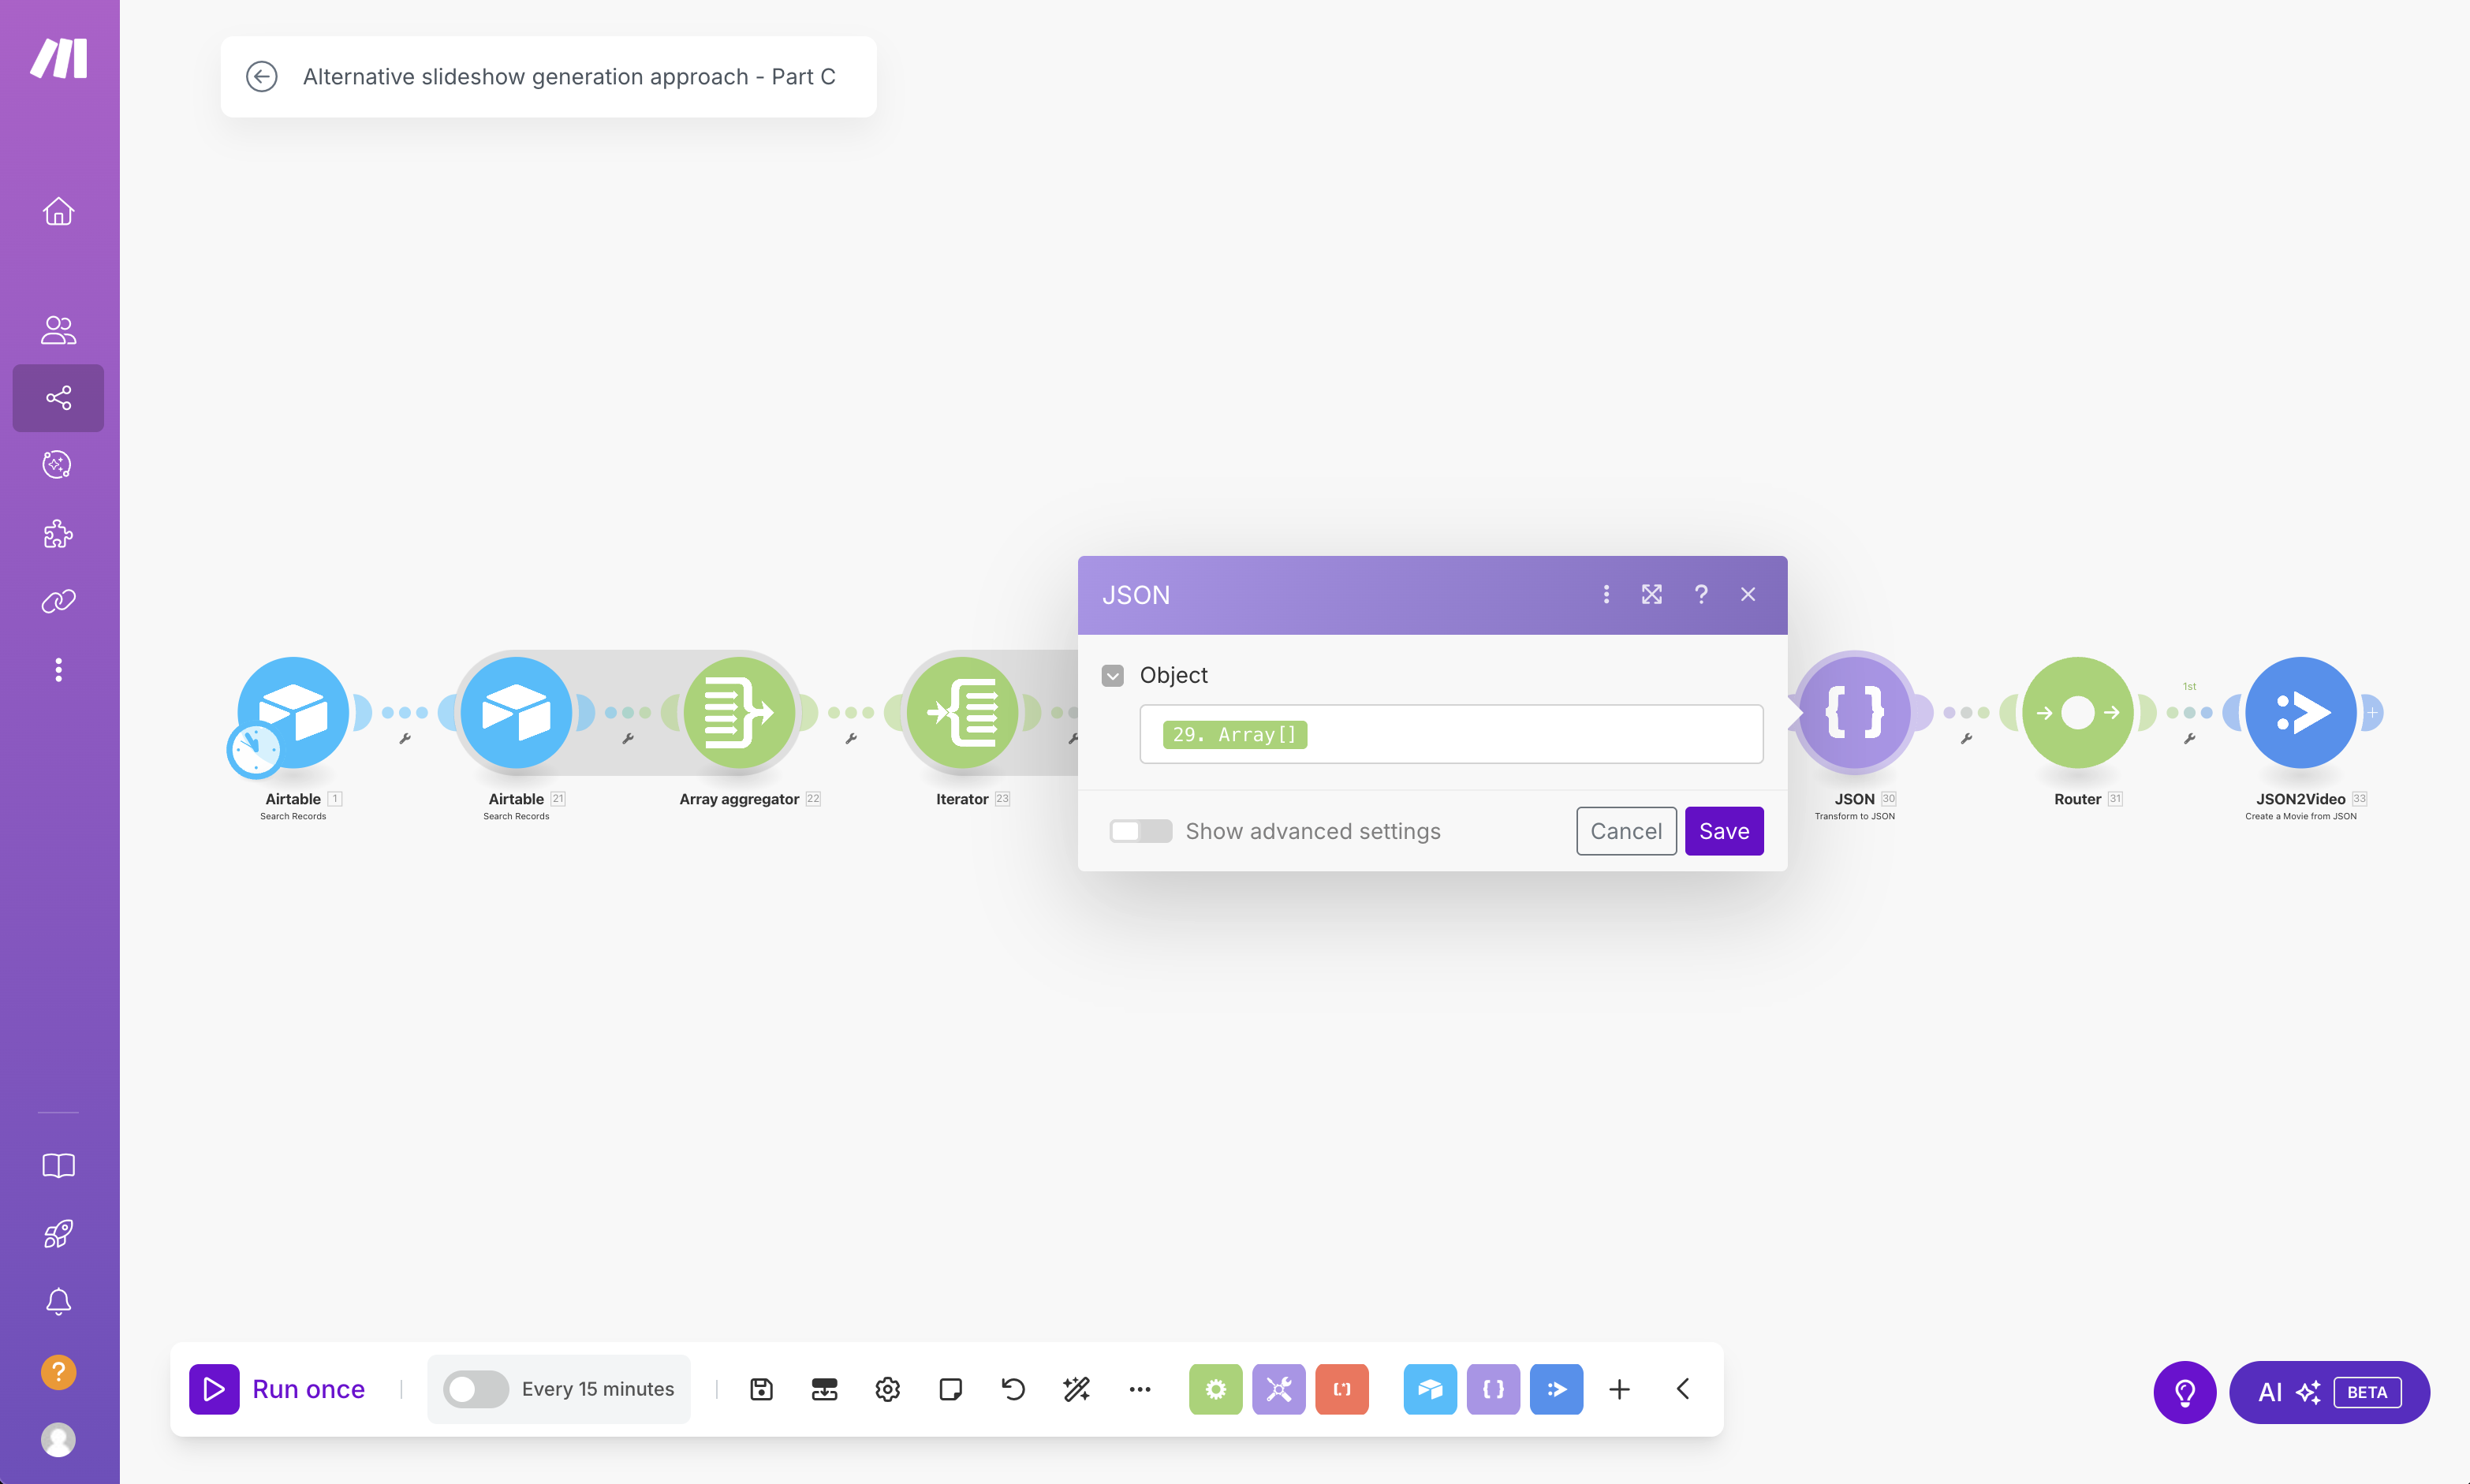 Alternative slideshow generation approach - Part C
JSON
Object
29. Array[]
Show advanced settings
Cancel
Save
1st
Airtable 1
Search Records
Airtable 21
Search Records
Array aggregator 22
Iterator 23
JSON 30
Transform to JSON
Router 31
JSON2Video 33
Create a Movie from JSON
Run once
Every 15 minutes
AI
BETA